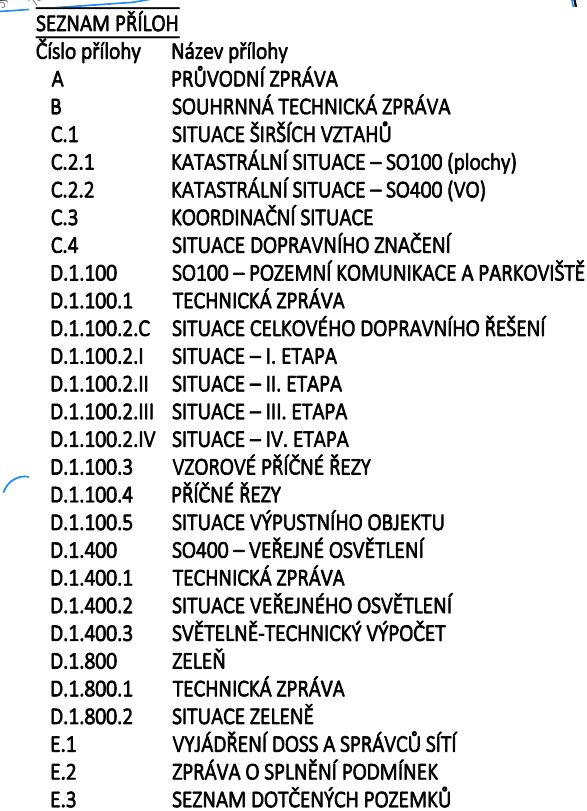 SEZNAM PŘÍLOH
Číslo přílohy Název přílohy
A PRŮVODNÍ ZPRÁVA
B SOUHRNNÁ TECHNICKÁ ZPRÁVA
C.1 SITUACE ŠIRŠÍCH VZTAHŮ
C.2.1 KATASTRÁLNÍ SITUACE – SO100 (plochy)
C.2.2 KATASTRÁLNÍ SITUACE – SO400 (VO)
C.3 KOORDINAČNÍ SITUACE
C.4 SITUACE DOPRAVNÍHO ZNAČENÍ
D.1.100 SO100 – POZEMNÍ KOMUNIKACE A PARKOVIŠTĚ
D.1.100.1 TECHNICKÁ ZPRÁVA
D.1.100.2.C SITUACE CELKOVÉHO DOPRAVNÍHO ŘEŠENÍ
D.1.100.2.I SITUACE – I. ETAPA
D.1.100.2.II SITUACE – II. ETAPA
D.1.100.2.III SITUACE – III. ETAPA
D.1.100.2.IV SITUACE – IV. ETAPA
D.1.100.3 VZOROVÉ PŘÍČNÉ ŘEZY
D.1.100.4 PŘÍČNÉ ŘEZY
D.1.100.5 SITUACE VÝPUSTNÍHO OBJEKTU
D.1.400 SO400 – VEŘEJNÉ OSVĚTLENÍ
D.1.400.1 TECHNICKÁ ZPRÁVA
D.1.400.2 SITUACE VEŘEJNÉHO OSVĚTLENÍ
D.1.400.3 SVĚTELNĚ-TECHNICKÝ VÝPOČET
D.1.800 ZELEŇ
D.1.800.1 TECHNICKÁ ZPRÁVA
D.1.800.2 SITUACE ZELENĚ
E.1 VYJÁDŘENÍ DOSS A SPRÁVCŮ SÍTÍ
E.2 ZPRÁVA O SPLNĚNÍ PODMÍNEK
E.3 SEZNAM DOTČENÝCH POZEMKŮ